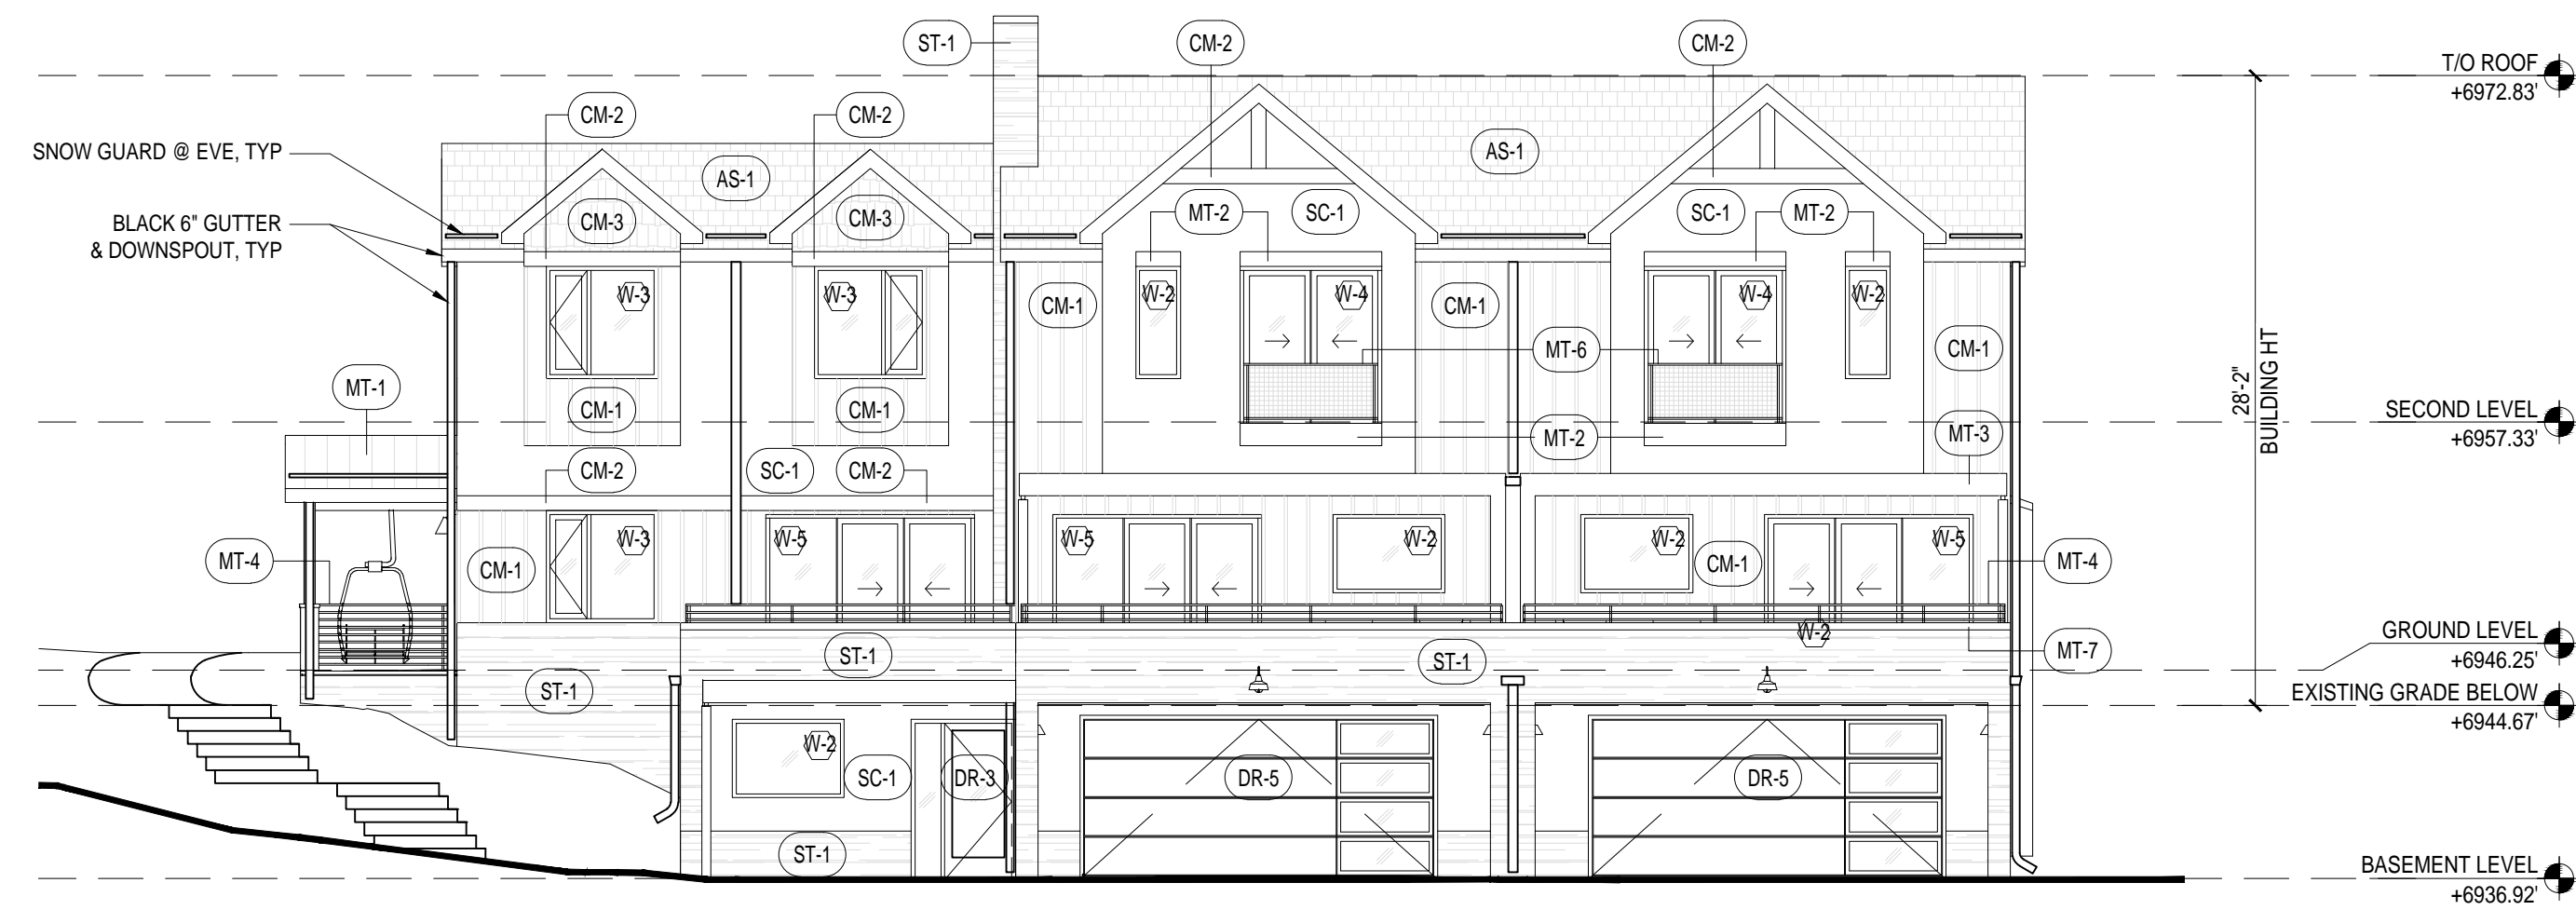 ST-1
CM-2
CM-2
T/O ROOF
+6972.83'
CM-2
CM-2
SNOW GUARD @ EVE, TYP
AS-1
AS-1
BLACK 6" GUTTER
& DOWNSPOUT, TYP
CM-3
CM-3
MT-2
SC-1
SC-1
MT-2
W-3
W-3
CM-1
W-2
W-4
CM-1
W-4
W-2
MT-6
CM-1
MT-1
CM-1
CM-1
28'-2"
BUILDING HT
SECOND LEVEL
+6957.33'
MT-2
MT-3
CM-2
SC-1
CM-2
MT-4
CM-1
W-3
W-5
W-5
W-2
W-2
CM-1
W-5
MT-4
ST-1
ST-1
ST-1
W-2
MT-7
GROUND LEVEL
+6946.25'
EXISTING GRADE BELOW
+6944.67'
W-2
SC-1
DR-3
DR-5
DR-5
ST-1
BASEMENT LEVEL
+6936.92'